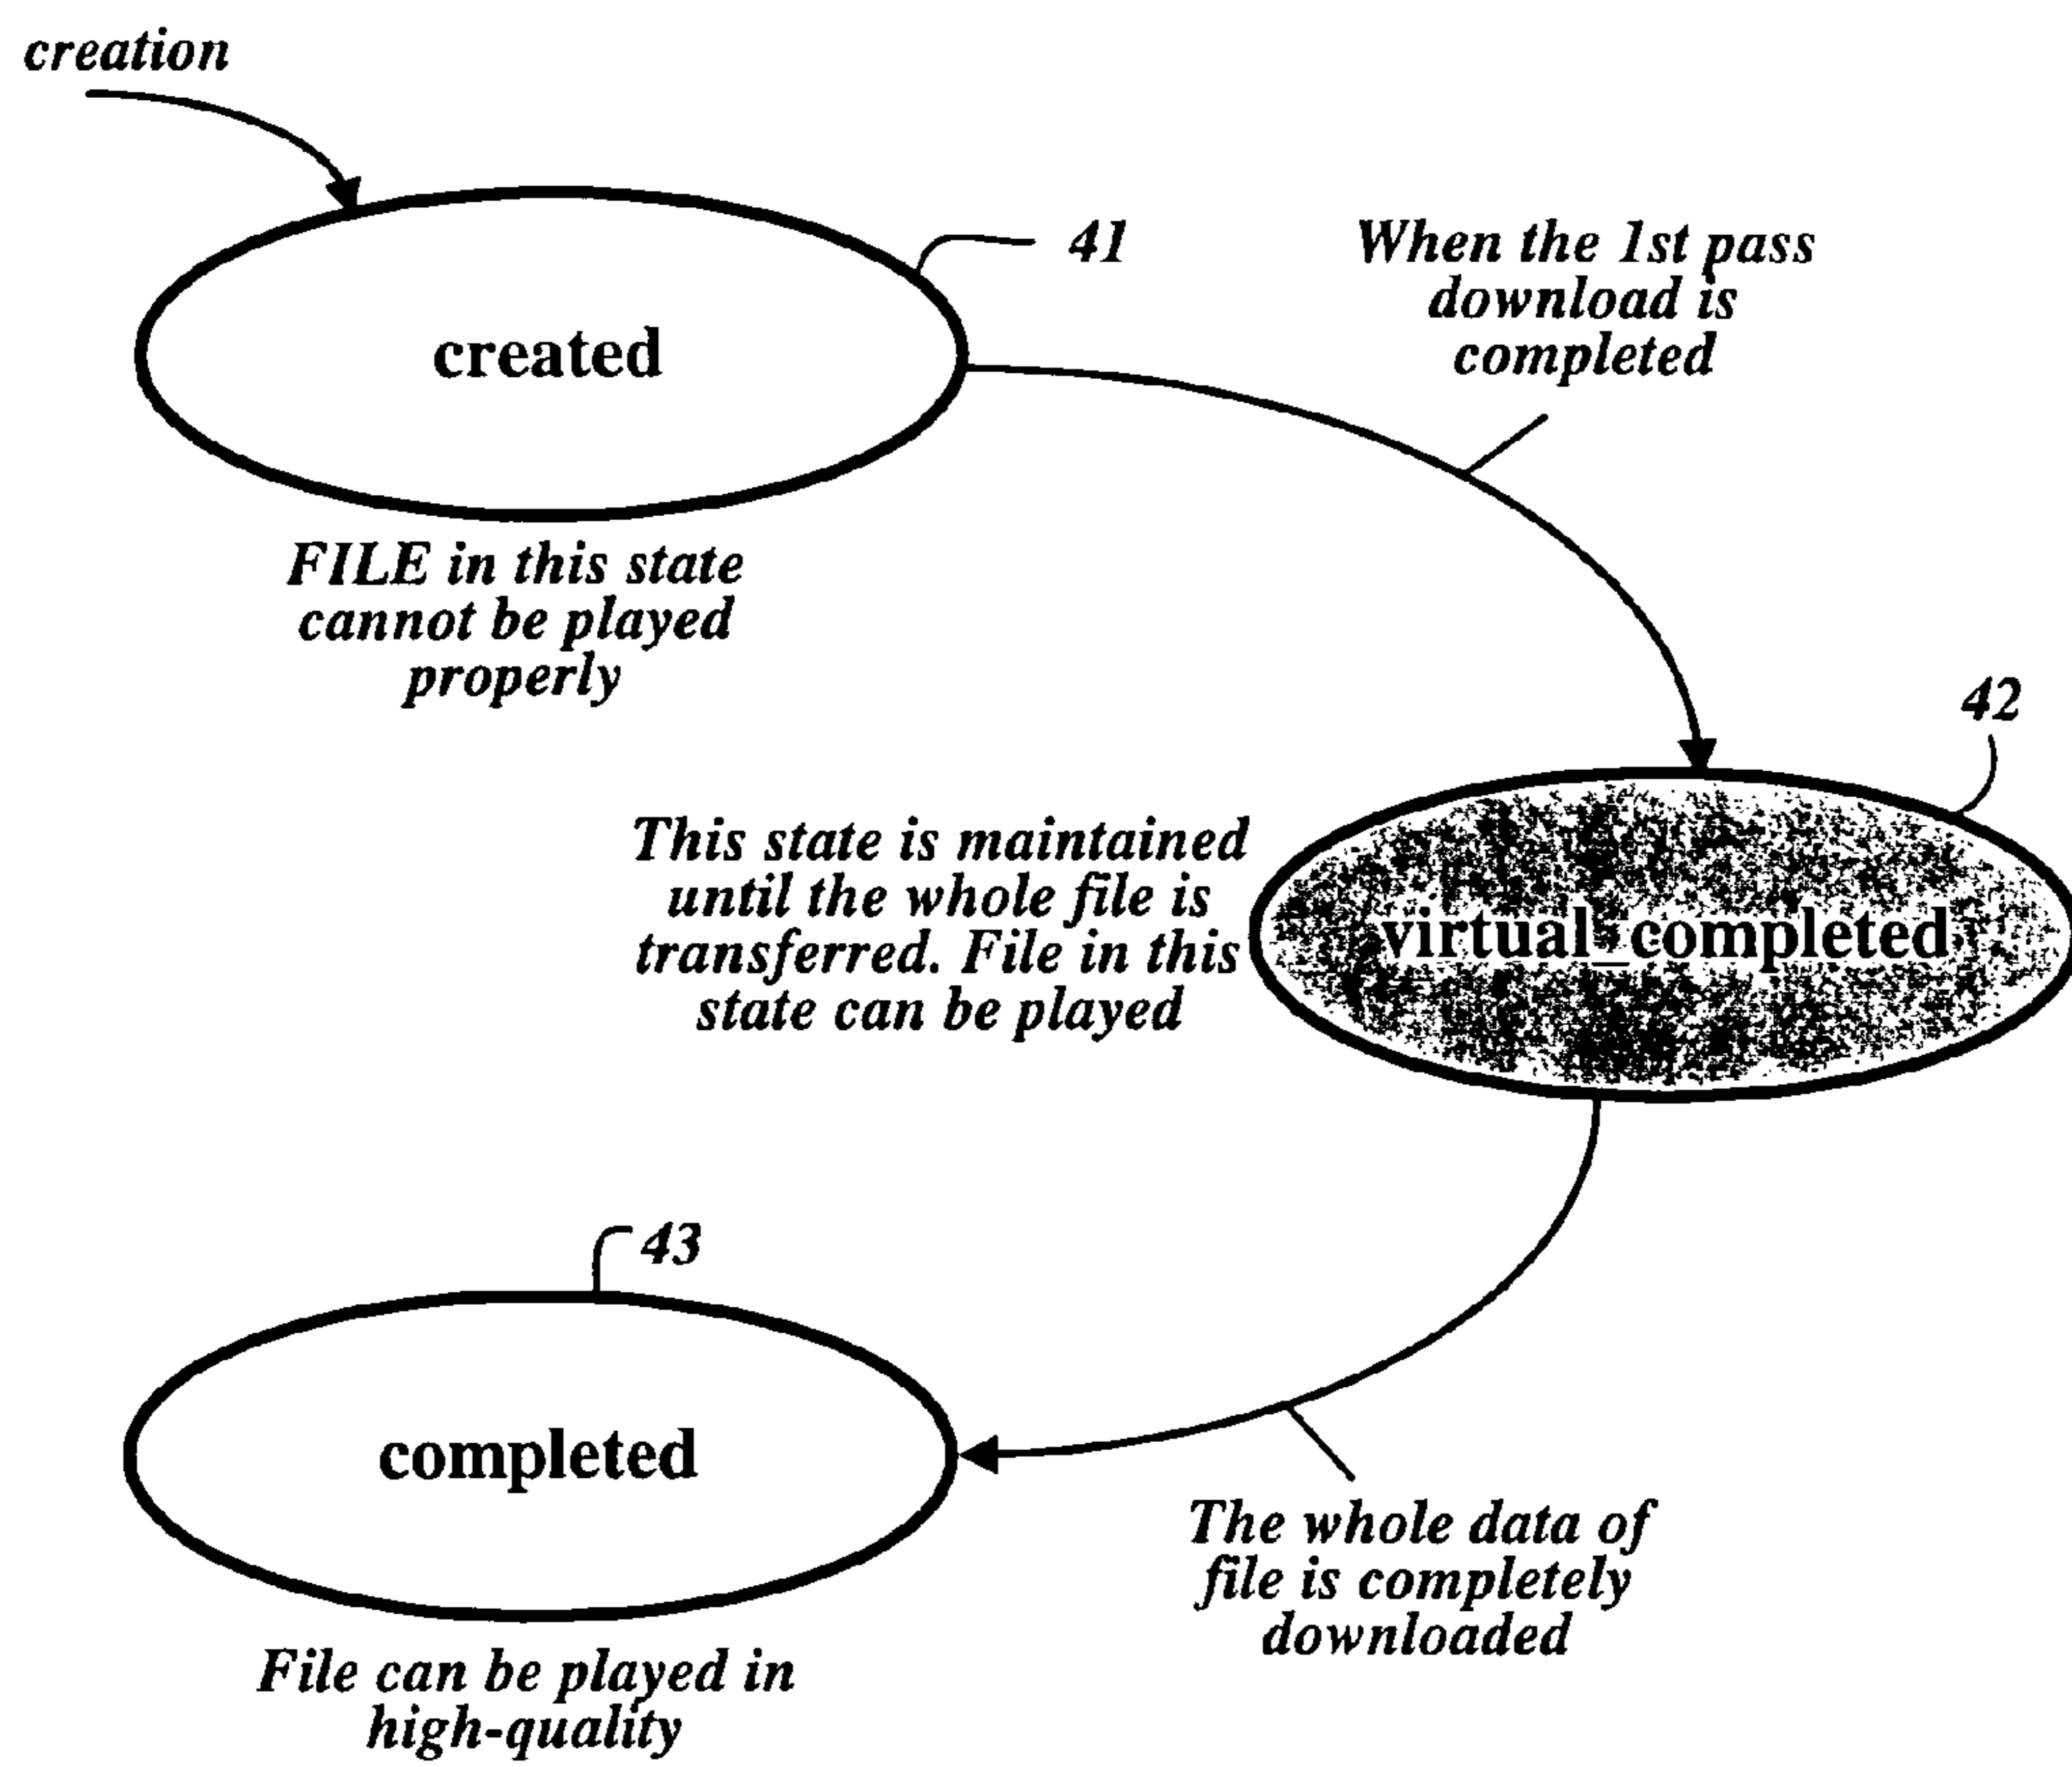 creation
41
created
When the 1st pass
download is
completed
FILE in this state
cannot be played
properly
42
This state is maintained
until the whole file is
transferred. File in this
state can be played
virtual_completed
43
completed
The whole data of
file is completely
downloaded
File can be played in
high-quality